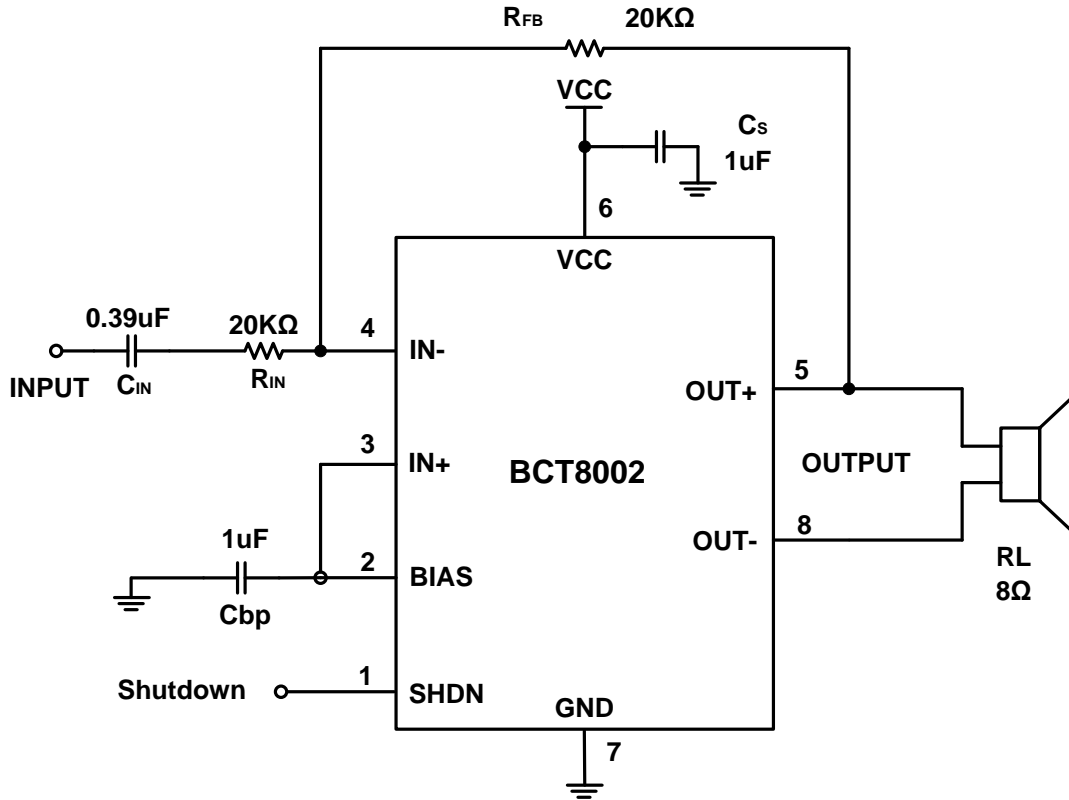 RFB 20KΩ
VCC
CS
1uF
6
VCC
0.39uF
20KΩ
4
IN-
INPUT
CIN
RIN
5
OUT+
3
IN+
BCT8002
OUTPUT
1uF
8
OUT-
2
BIAS
RL
8Ω
Cbp
Shutdown
1
SHDN
GND
7